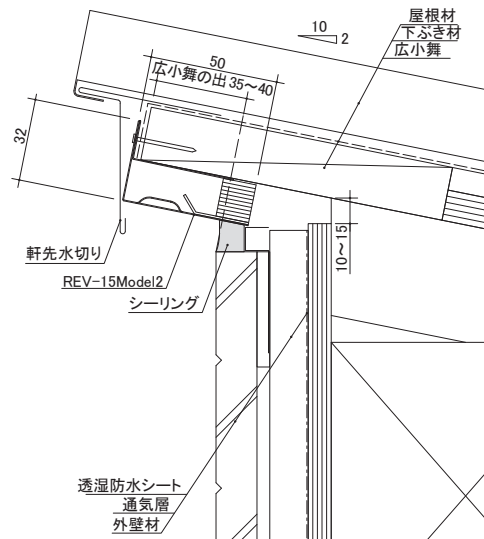 屋根材
下ぶき材
広小舞
10
2
50
広小舞の出35～40
32
10～15
軒先水切り
REV-15Model2
シーリング
透湿防水シート
通気層
外壁材